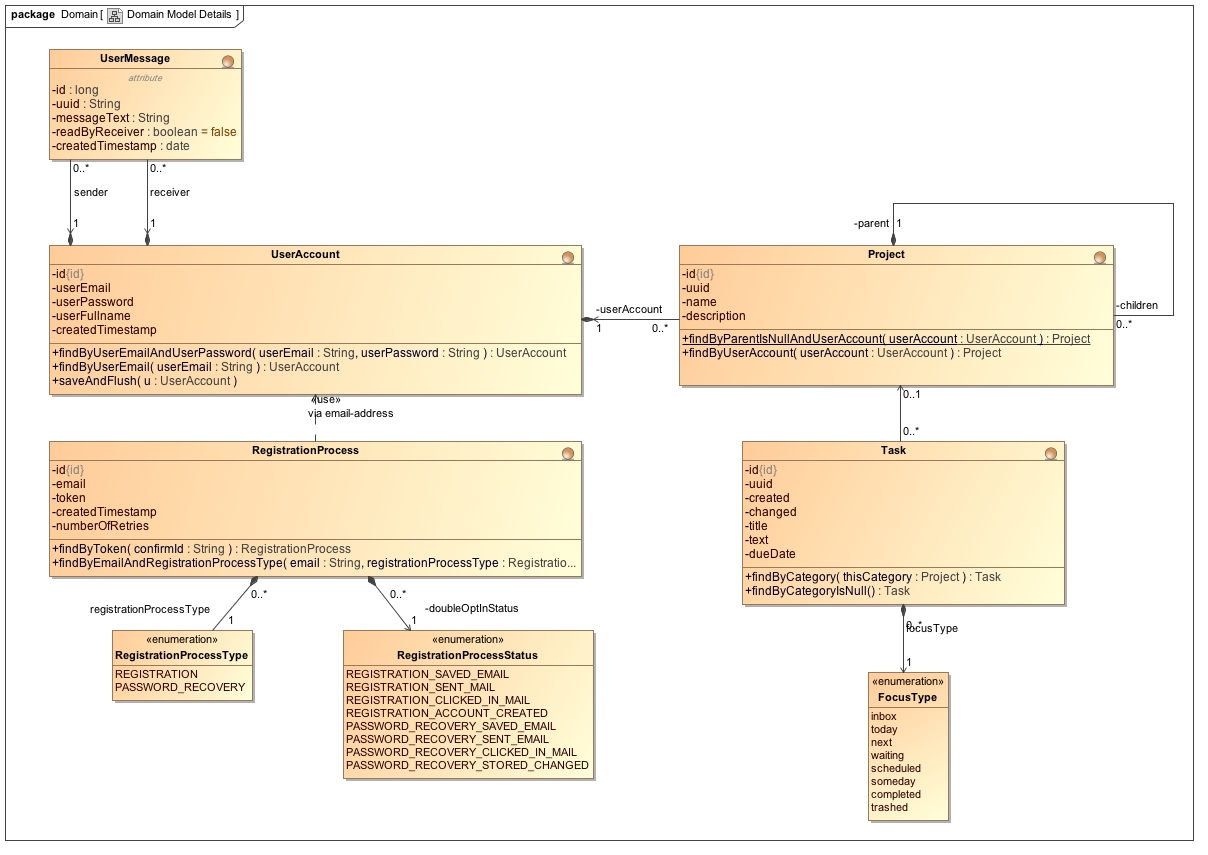 package Domain[ Domain Model Details ]
UserMessage
attribute
-id : long
-uuid : String
-messageText : String
-readByReceiver : boolean = false
-createdTimestamp : date
0..*
0..*
sender
receiver
1
1
UserAccount
-id{id}
-userEmail
-userPassword
-userFullname
-createdTimestamp
+findByUserEmailAndUserPassword( userEmail : String, userPassword : String ) : UserAccount
+findByUserEmail( userEmail : String ) : UserAccount
+saveAndFlush( u : UserAccount )
-userAccount
1
0..*
-parent
1
Project
-id{id}
-uuid
-name
-description
+findByParentIsNullAndUserAccount( userAccount : UserAccount ) : Project
+findByUserAccount( userAccount : UserAccount ) : Project
-children
0..*
«use»
via email-address
RegistrationProcess
-id{id}
-email
-token
-createdTimestamp
-numberOfRetries
+findByToken( confirmId : String ) : RegistrationProcess
+findByEmailAndRegistrationProcessType( email : String, registrationProcessType : Registratio...
0..1
0..*
Task
-id{id}
-uuid
-created
-changed
-title
-text
-dueDate
+findByCategory( thisCategory : Project ) : Task
+findByCategoryIsNull() : Task
0..*
registrationProcessType
1
0..*
-doubleOptInStatus
1
0..*
focusType
1
«enumeration»
RegistrationProcessType
REGISTRATION
PASSWORD_RECOVERY
«enumeration»
RegistrationProcessStatus
REGISTRATION_SAVED_EMAIL
REGISTRATION_SENT_MAIL
REGISTRATION_CLICKED_IN_MAIL
REGISTRATION_ACCOUNT_CREATED
PASSWORD_RECOVERY_SAVED_EMAIL
PASSWORD_RECOVERY_SENT_EMAIL
PASSWORD_RECOVERY_CLICKED_IN_MAIL
PASSWORD_RECOVERY_STORED_CHANGED
«enumeration»
FocusType
inbox
today
next
waiting
scheduled
someday
completed
trashed